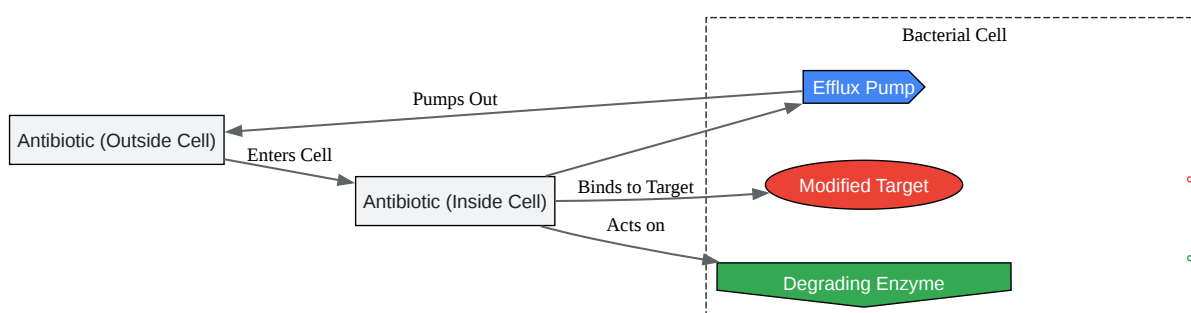 Bacterial Cell
Efflux Pump
Pumps Out
Antibiotic (Outside Cell)
Enters Cell
Antibiotic (Inside Cell)
Binds to Target
Modified Target
Acts on
Degrading Enzyme